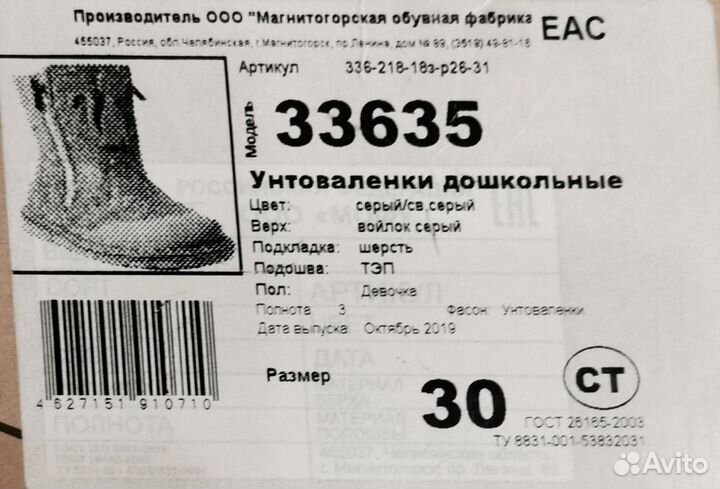 Производитель ООО "Магнитогорская обувная фабрика
EAC
455037, Россия, обл.Челябинская, г.Магнитогорск, пр.Ленина, дом № 89, (3519) 49-81-18
Артикул 336-218-18з-р26-31
Модель 33635
Унтоваленки дошкольные
Цвет: серый/св.серый
Верх: войлок серый
Подкладка: шерсть
Подошва: ТЭП
Пол: Девочка
Полнота 3 Фасон: Унтоваленки
Дата выпуска: Октябрь 2019
Размер 30
СТ
4 627151 910710
ГОСТ 26165-2003
ТУ 8831-001-53832031
Avito